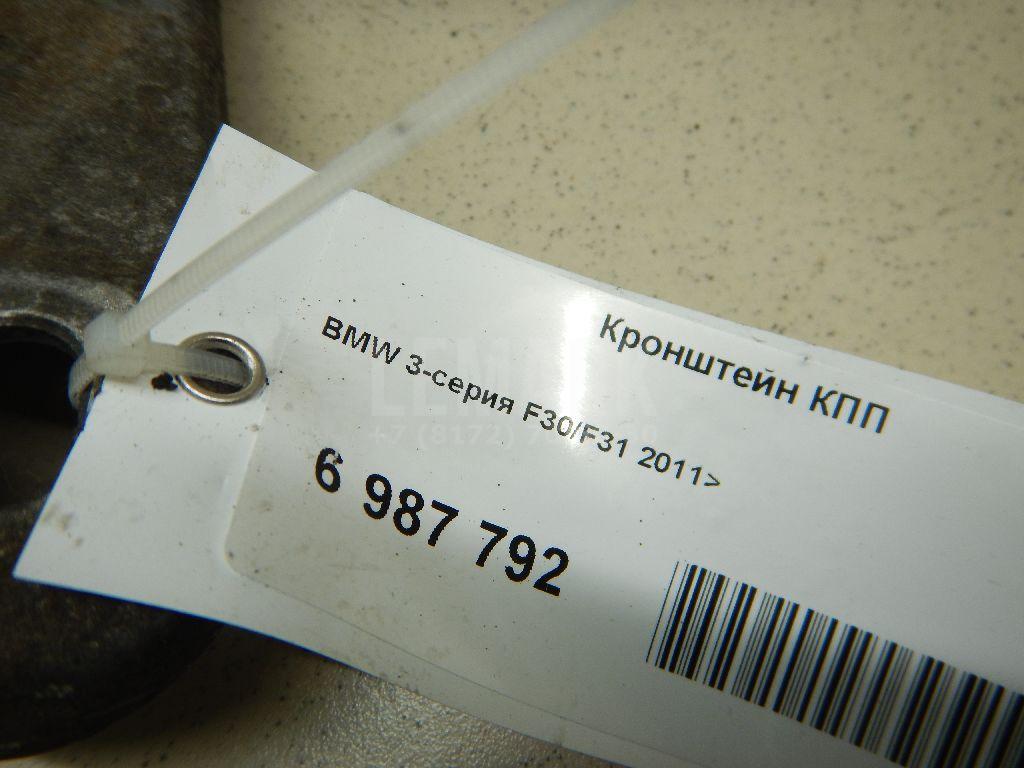 Кронштейн КПП
BMW 3-серия F30/F31 2011>
6 987 792